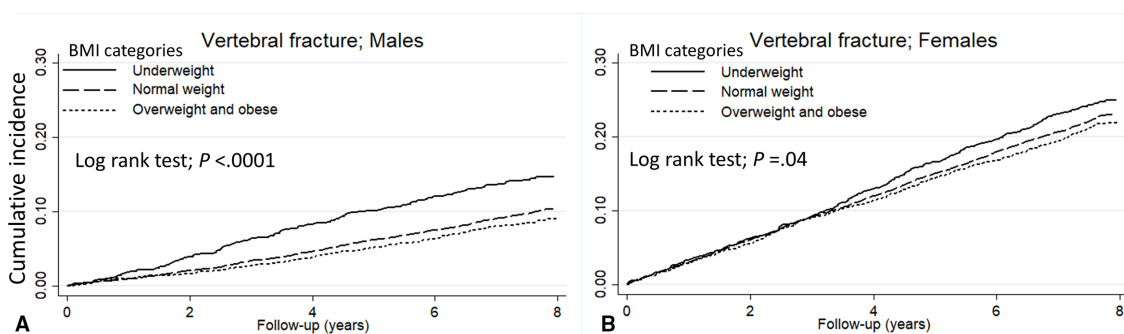 Vertebral fracture; Males
BMI categories
Underweight
Normal weight
Overweight and obese
Log rank test; P <.0001
Cumulative incidence
0.30
0.20
0.10
0.00
0 2 4 6 8
Follow-up (years)
A
Vertebral fracture; Females
BMI categories
Underweight
Normal weight
Overweight and obese
Log rank test; P =.04
0.30
0.20
0.10
0.00
0 2 4 6 8
Follow-up (years)
B